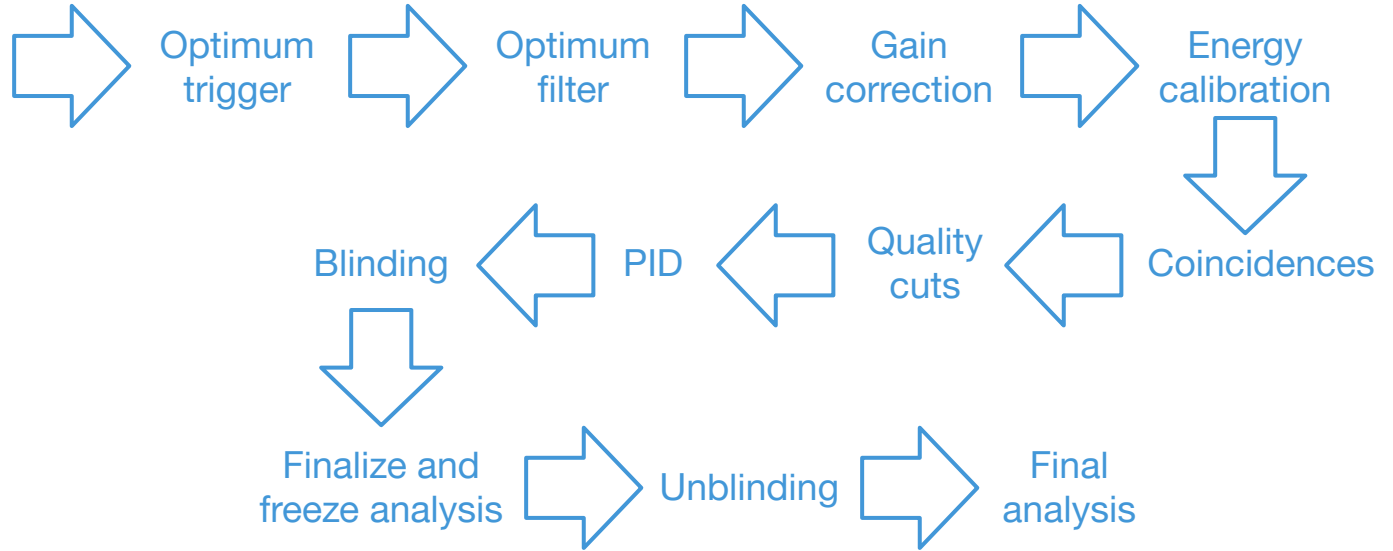 Optimum
trigger
Optimum
filter
Gain
correction
Energy
calibration
Coincidences
Quality
cuts
PID
Blinding
Finalize and
freeze analysis
Unblinding
Final
analysis